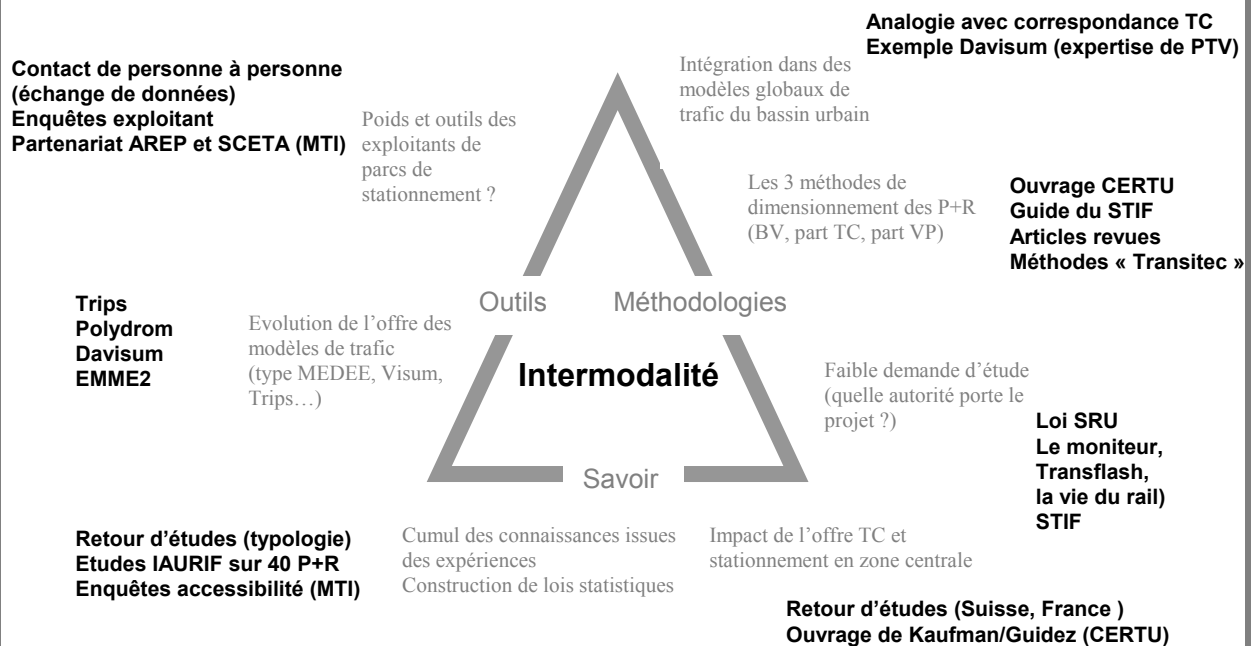 Analogie avec correspondance TC
Exemple Davisum (expertise de PTV)
Contact de personne à personne
(échange de données)
Enquêtes exploitant
Partenariat AREP et SCETA (MTI)
Poids et outils des
exploitants de
parcs de
stationnement ?
Intégration dans des
modèles globaux de
trafic du bassin urbain
Les 3 méthodes de
dimensionnement des P+R
(BV, part TC, part VP)
Ouvrage CERTU
Guide du STIF
Articles revues
Méthodes « Transitec »
Outils
Méthodologies
Trips
Polydrom
Davisum
EMME2
Evolution de l’offre des
modèles de trafic
(type MEDEE, Visum,
Trips…)
Intermodalité
Faible demande d’étude
(quelle autorité porte le
projet ?)
Loi SRU
Le moniteur,
Transflash,
la vie du rail)
STIF
Savoir
Retour d’études (typologie)
Etudes IAURIF sur 40 P+R
Enquêtes accessibilité (MTI)
Cumul des connaissances issues
des expériences
Construction de lois statistiques
Impact de l’offre TC et
stationnement en zone centrale
Retour d’études (Suisse, France )
Ouvrage de Kaufman/Guidez (CERTU)